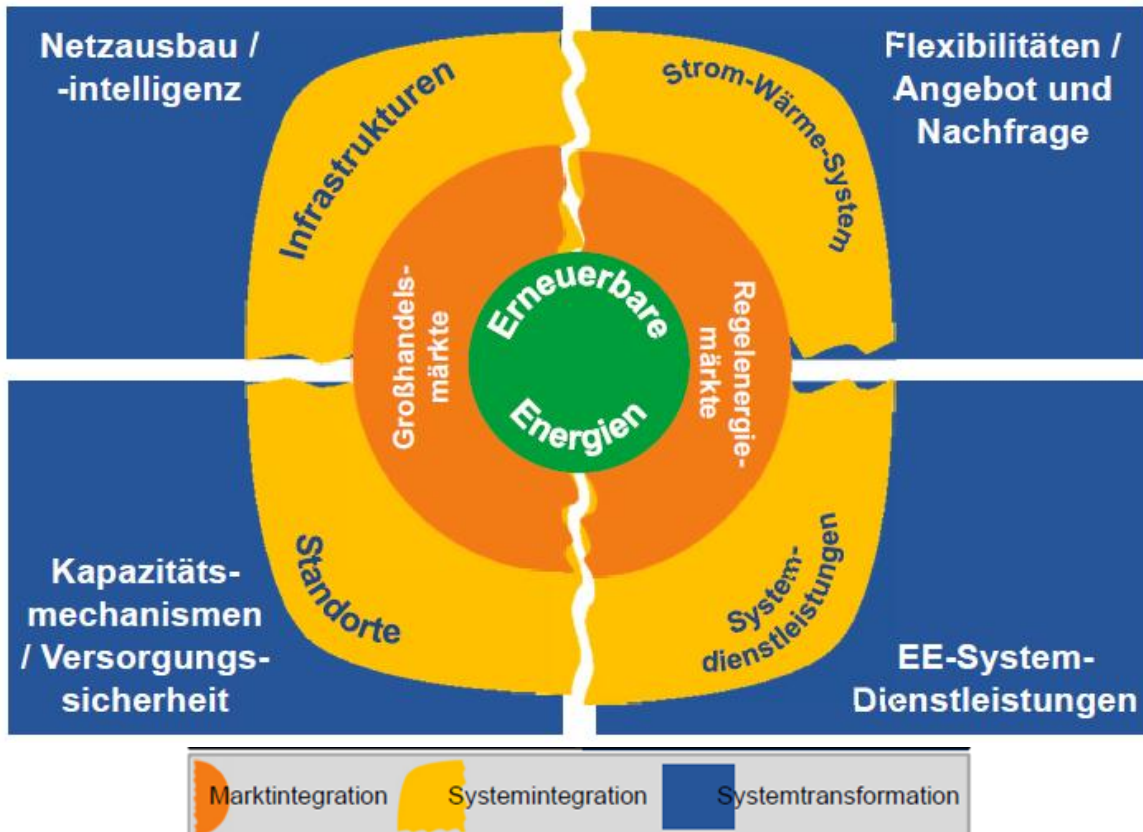 Netzausbau /
-intelligenz
Flexibilitäten /
Angebot und
Nachfrage
Infrastrukturen
Strom-Wärme-System
Großhandels-
märkte
Erneuerbare
Energien
Regelenergie-
märkte
Standorte
System-
dienstleistungen
Kapazitäts-
mechanismen
/ Versorgungs-
sicherheit
EE-System-
Dienstleistungen
Marktintegration
Systemintegration
Systemtransformation